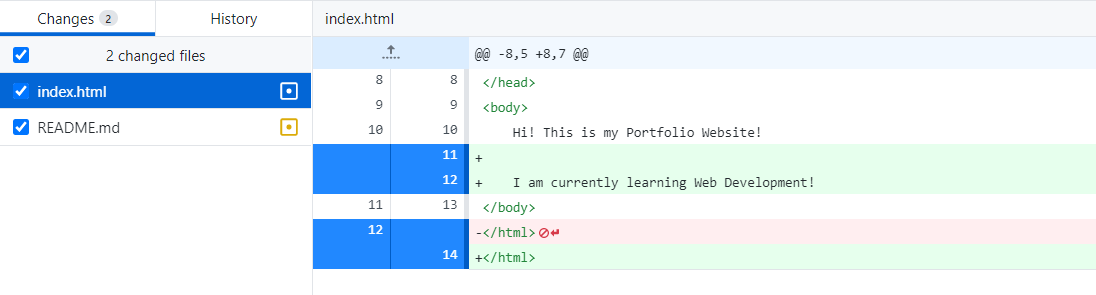 Changes 2 History
index.html
2 changed files
index.html
README.md
@@ -8,5 +8,7 @@
8 8 </head>
9 9 <body>
10 10 Hi! This is my Portfolio Website!
11 +
12 + I am currently learning Web Development!
11 13 </body>
12 -</html>
14 +</html>